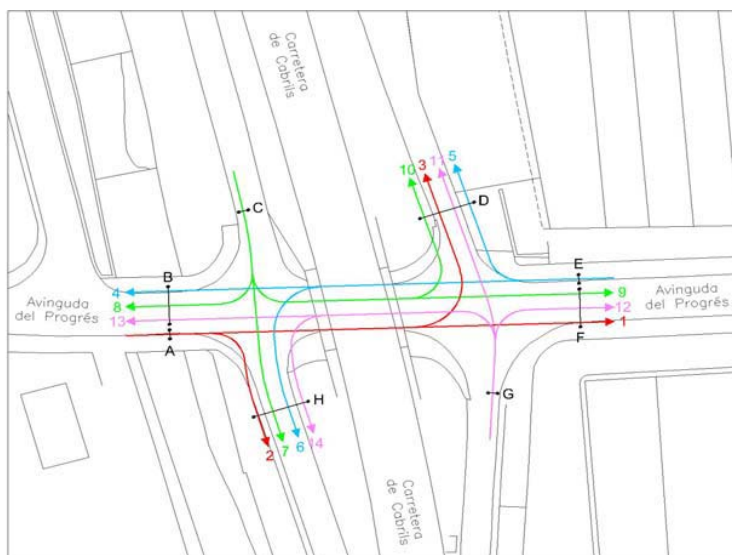 Carretera
de Cabrils
10
3
11
5
C
D
B
E
4
Avinguda
del Progrés
8
13
9
12
1
Avinguda
del Progrés
A
F
H
G
2
7
6
14
Carretera
de Cabrils